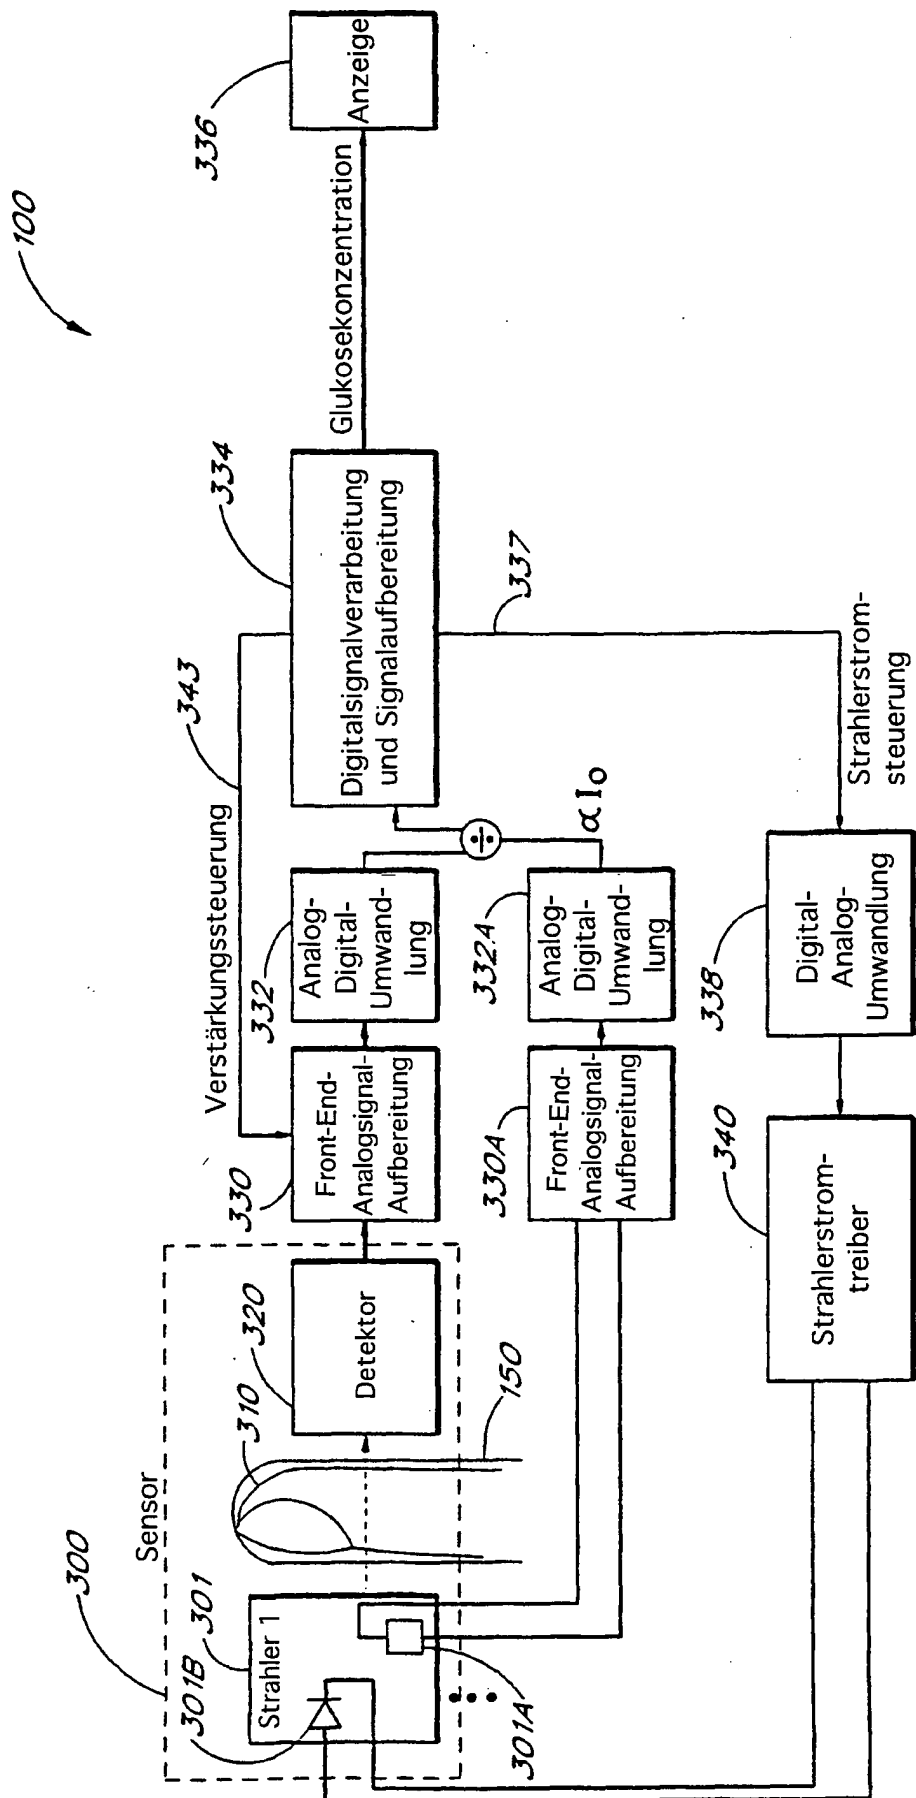 100
300
Sensor
301B
301
Strahler 1
301A
310
150
320
Detektor
330
Front-End-
Analogsignal-
Aufbereitung
Verstärkungssteuerung
343
332
Analog-
Digital-
Umwand-
lung
÷
334
Digitalsignalverarbeitung
und Signalaufbereitung
Glukosekonzentration
336
Anzeige
330A
Front-End-
Analogsignal-
Aufbereitung
332A
Analog-
Digital-
Umwand-
lung
αIo
337
Strahlerstrom-
steuerung
338
Digital-
Analog-
Umwandlung
340
Strahlerstrom-
treiber